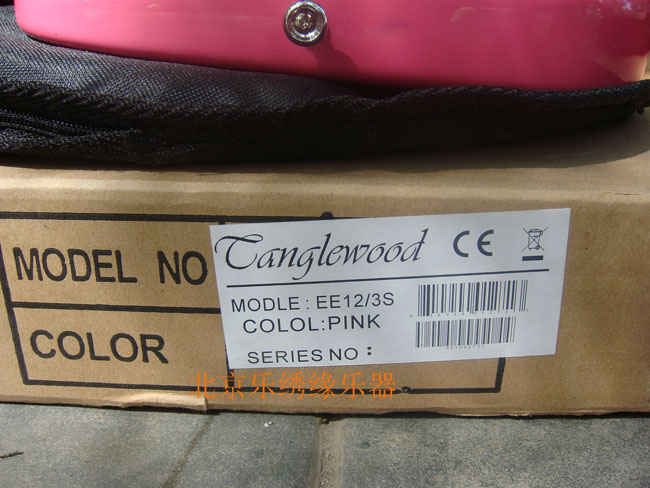 MODEL NO
COLOR
Tanglewood CE
MODLE : EE12/3S
COLOL:PINK
SERIES NO :
北京乐绣缘乐器